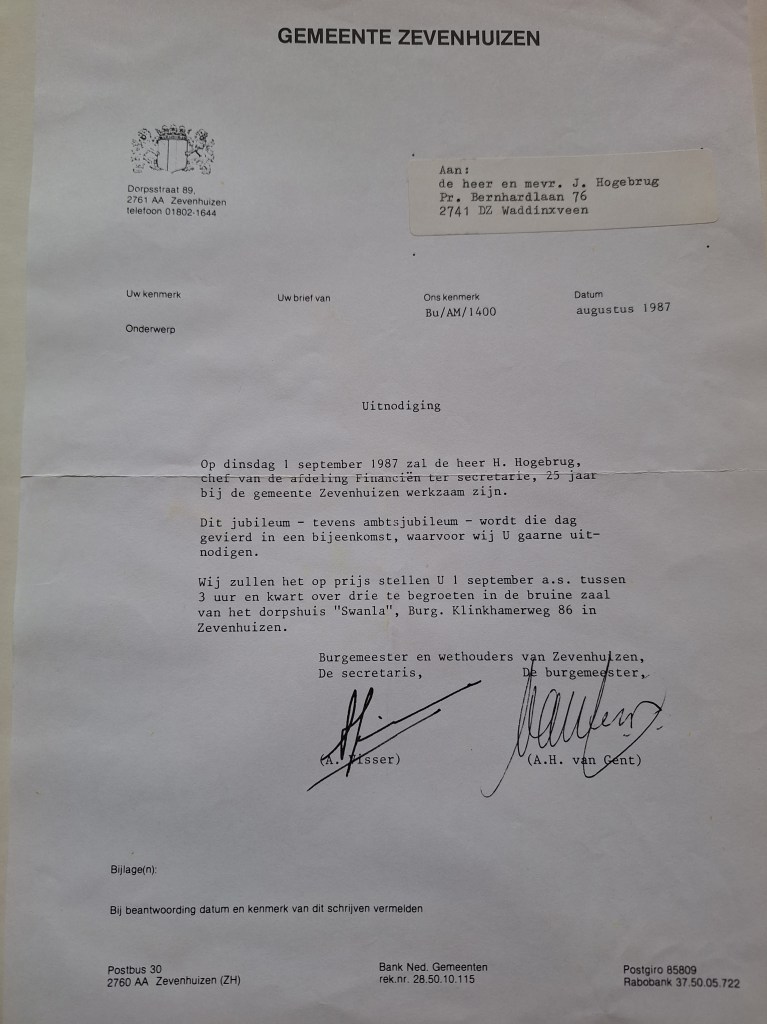 GEMEENTE ZEVENHUIZEN
Dorpsstraat 89,
2761 AA Zevenhuizen
telefoon 01802-1644
Aan:
de heer en mevr. J. Hogebrug
Pr. Bernhardlaan 76
2741 DZ Waddinxveen
Uw kenmerk
Uw brief van
Ons kenmerk
Bu/AM/1400
Datum
augustus 1987
Onderwerp
Uitnodiging
Op dinsdag 1 september 1987 zal de heer H. Hogebrug,
chef van de afdeling Financiën ter secretarie, 25 jaar
bij de gemeente Zevenhuizen werkzaam zijn.
Dit jubileum - tevens ambtsjubileum - wordt die dag
gevierd in een bijeenkomst, waarvoor wij U gaarne uit-
nodigen.
Wij zullen het op prijs stellen U 1 september a.s. tussen
3 uur en kwart over drie te begroeten in de bruine zaal
van het dorpshuis "Swanla", Burg. Klinkhamerweg 86 in
Zevenhuizen.
Burgemeester en wethouders van Zevenhuizen,
De secretaris, De burgemeester,
(A. Visser) (A.H. van Gent)
Bijlage(n):
Bij beantwoording datum en kenmerk van dit schrijven vermelden
Postbus 30
2760 AA Zevenhuizen (ZH)
Bank Ned. Gemeenten
rek.nr. 28.50.10.115
Postgiro 85809
Rabobank 37.50.05.722